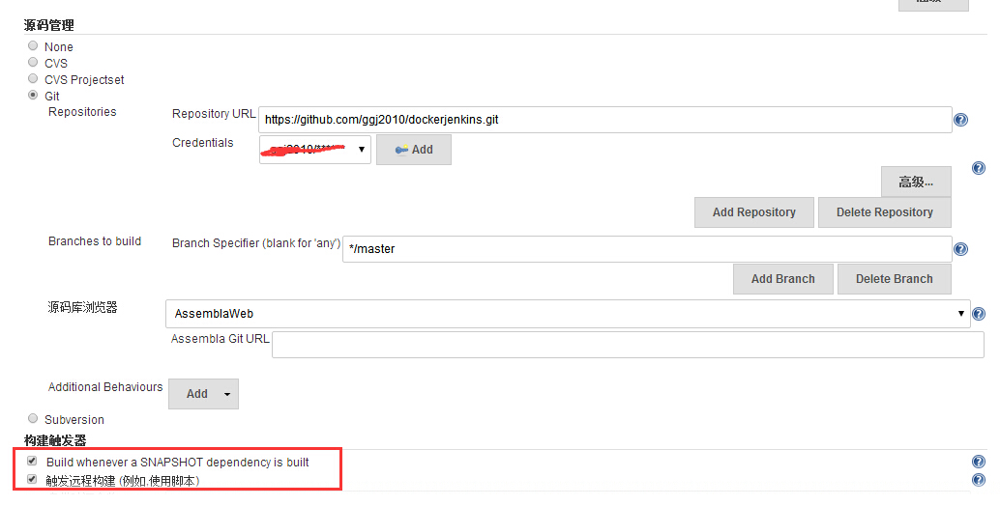 源码管理
None
CVS
CVS Projectset
Git
Repositories
Repository URL https://github.com/ggj2010/dockerjenkins.git
Credentials
Add
高级...
Add Repository Delete Repository
Branches to build Branch Specifier (blank for 'any') */master
Add Branch Delete Branch
源码库浏览器 AssemblaWeb
Assembla Git URL
Additional Behaviours Add
Subversion
构建触发器
Build whenever a SNAPSHOT dependency is built
触发远程构建 (例如,使用脚本)